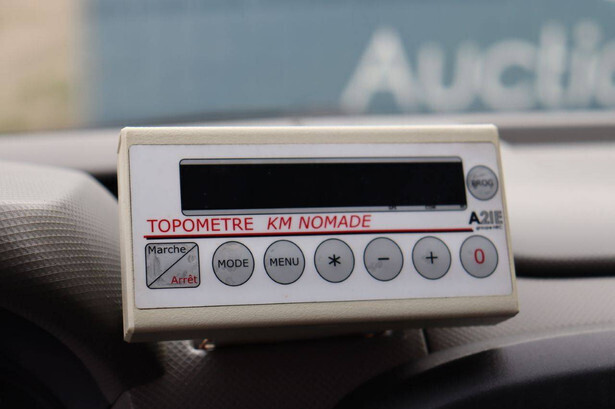 Auctio
PROG
TOPOMETRE KM NOMADE
A2IE
Marche
Arrêt
MODE
MENU
*
-
+
0